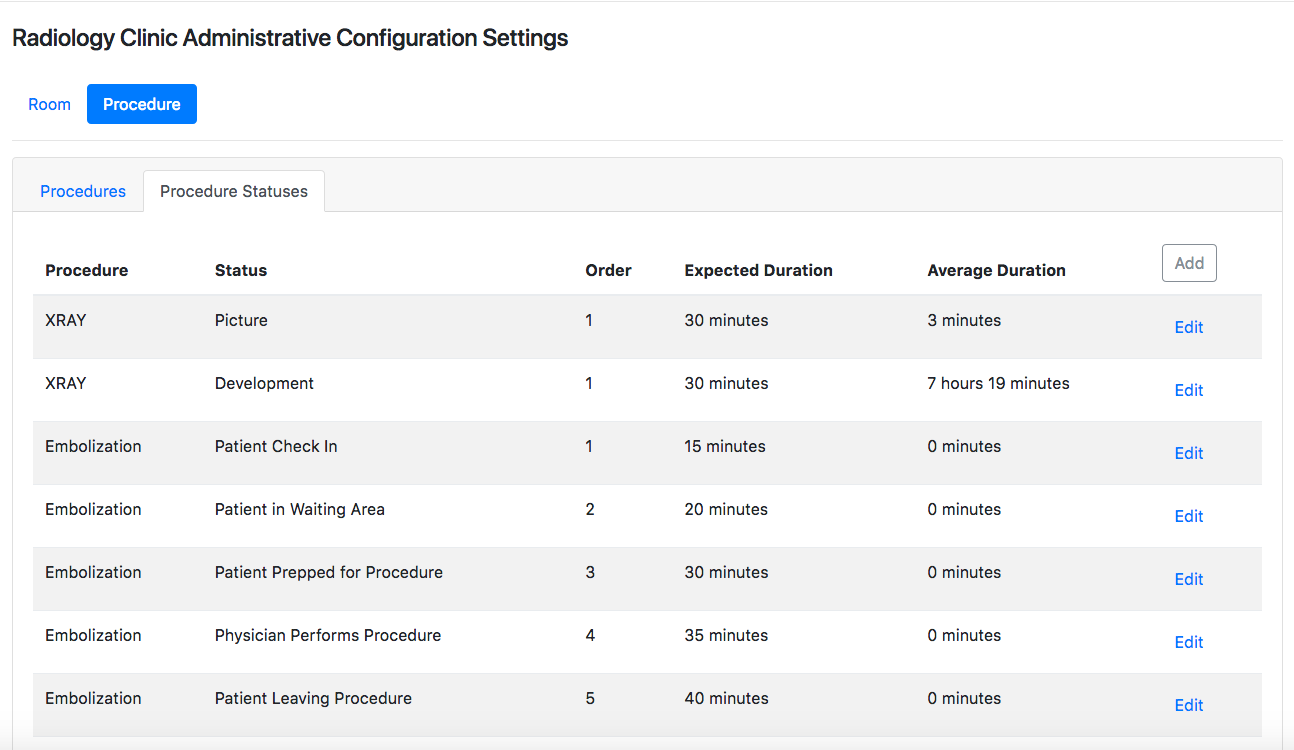 Radiology Clinic Administrative Configuration Settings
Room Procedure
Procedures Procedure Statuses
Procedure Status Order Expected Duration Average Duration Add
XRAY Picture 1 30 minutes 3 minutes Edit
XRAY Development 1 30 minutes 7 hours 19 minutes Edit
Embolization Patient Check In 1 15 minutes 0 minutes Edit
Embolization Patient in Waiting Area 2 20 minutes 0 minutes Edit
Embolization Patient Prepped for Procedure 3 30 minutes 0 minutes Edit
Embolization Physician Performs Procedure 4 35 minutes 0 minutes Edit
Embolization Patient Leaving Procedure 5 40 minutes 0 minutes Edit